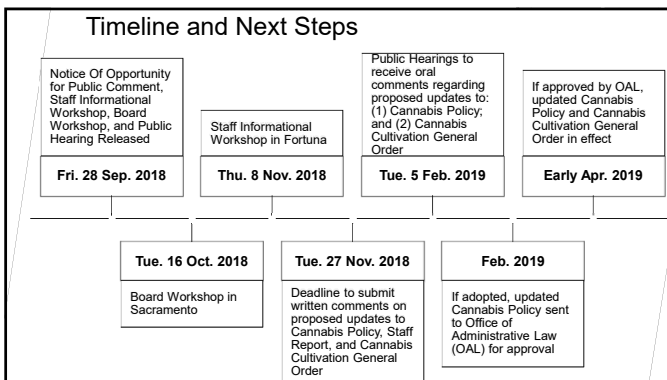 Timeline and Next Steps
Notice Of Opportunity
for Public Comment,
Staff Informational
Workshop, Board
Workshop, and Public
Hearing Released
Fri. 28 Sep. 2018
Staff Informational
Workshop in Fortuna
Thu. 8 Nov. 2018
Public Hearings to
receive oral
comments regarding
proposed updates to:
(1) Cannabis Policy;
and (2) Cannabis
Cultivation General
Order
Tue. 5 Feb. 2019
If approved by OAL,
updated Cannabis
Policy and Cannabis
Cultivation General
Order in effect
Early Apr. 2019
Tue. 16 Oct. 2018
Board Workshop in
Sacramento
Tue. 27 Nov. 2018
Deadline to submit
written comments on
proposed updates to
Cannabis Policy, Staff
Report, and Cannabis
Cultivation General
Order
Feb. 2019
If adopted, updated
Cannabis Policy sent
to Office of
Administrative Law
(OAL) for approval